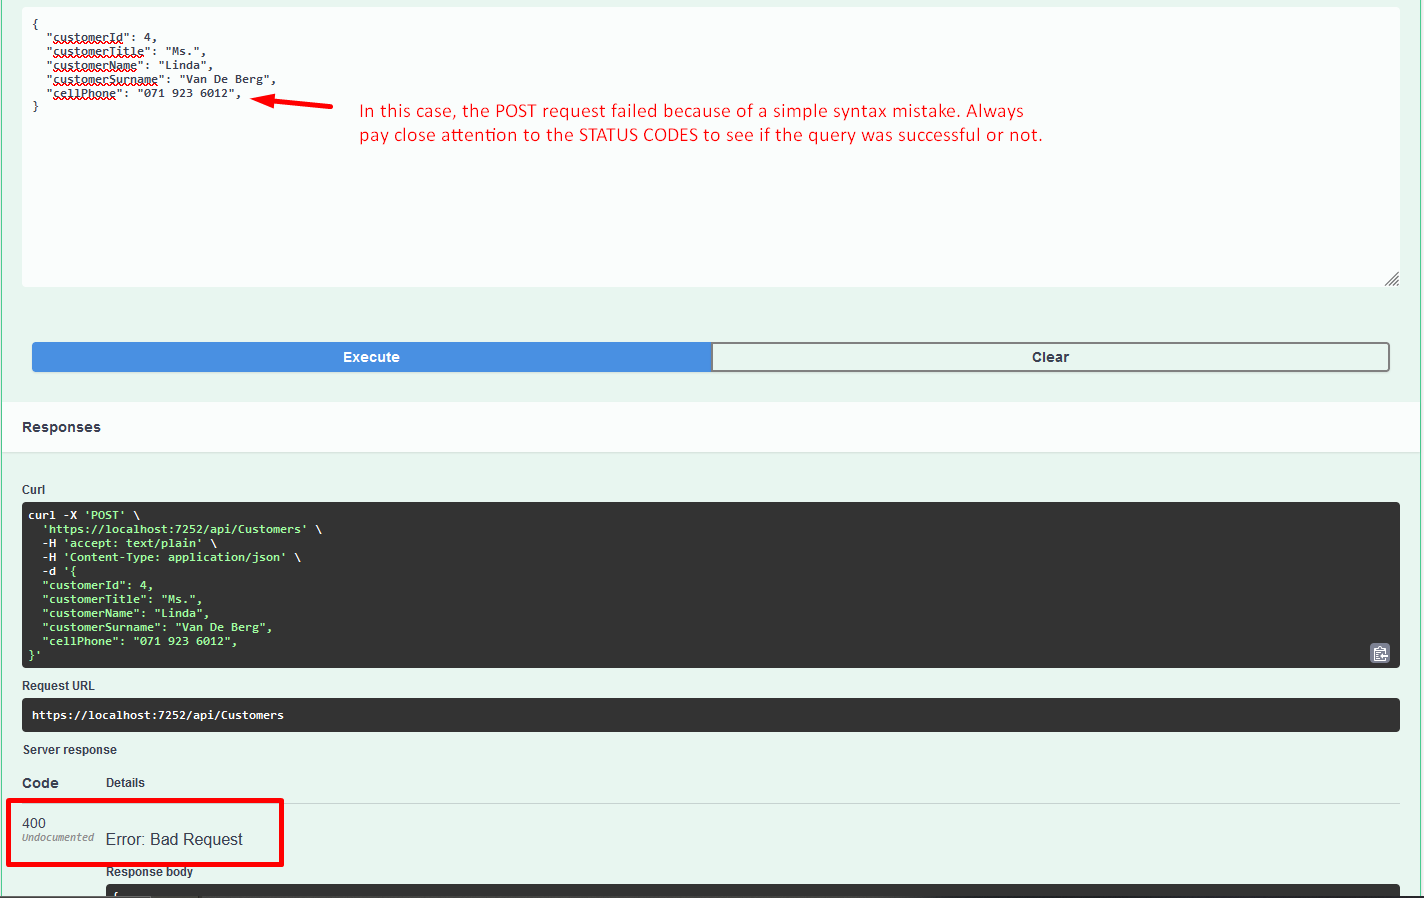 {
"customerId": 4,
"customerTitle": "Ms.",
"customerName": "Linda",
"customerSurname": "Van De Berg",
"cellPhone": "071 923 6012",
}
In this case, the POST request failed because of a simple syntax mistake. Always
pay close attention to the STATUS CODES to see if the query was successful or not.
Execute
Clear
Responses
Curl
curl -X 'POST' \
'https://localhost:7252/api/Customers' \
-H 'accept: text/plain' \
-H 'Content-Type: application/json' \
-d '{
"customerId": 4,
"customerTitle": "Ms.",
"customerName": "Linda",
"customerSurname": "Van De Berg",
"cellPhone": "071 923 6012",
}'
Request URL
https://localhost:7252/api/Customers
Server response
Code
Details
400
Undocumented
Error: Bad Request
Response body
{